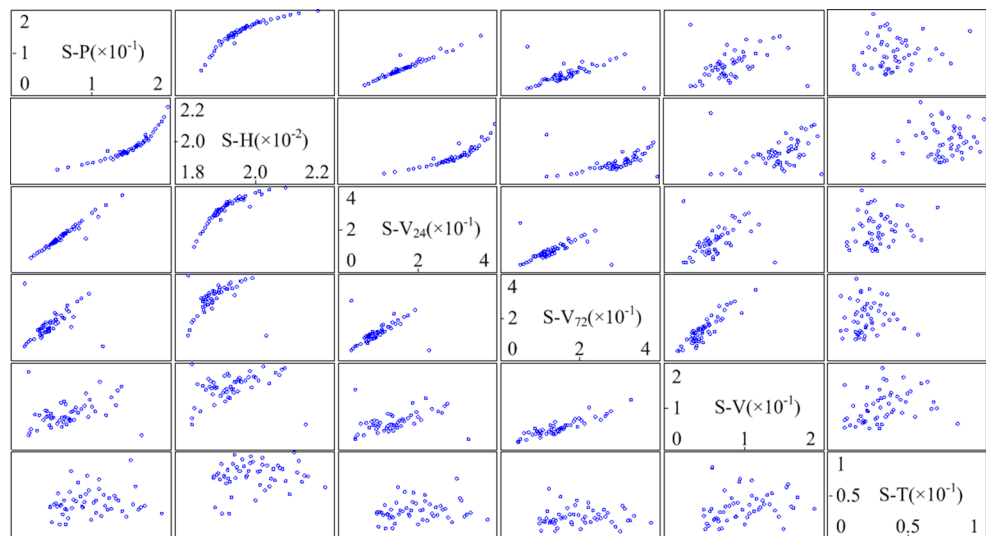 2
1
S-P(×10⁻¹)
0 1 2
2.2
2.0
S-H(×10⁻²)
1.8 2.0 2.2
4
2
S-V₂₄(×10⁻¹)
0 2 4
4
2
S-V₇₂(×10⁻¹)
0 2 4
2
1
S-V(×10⁻¹)
0 1 2
1
0.5
S-T(×10⁻¹)
0 0.5 1